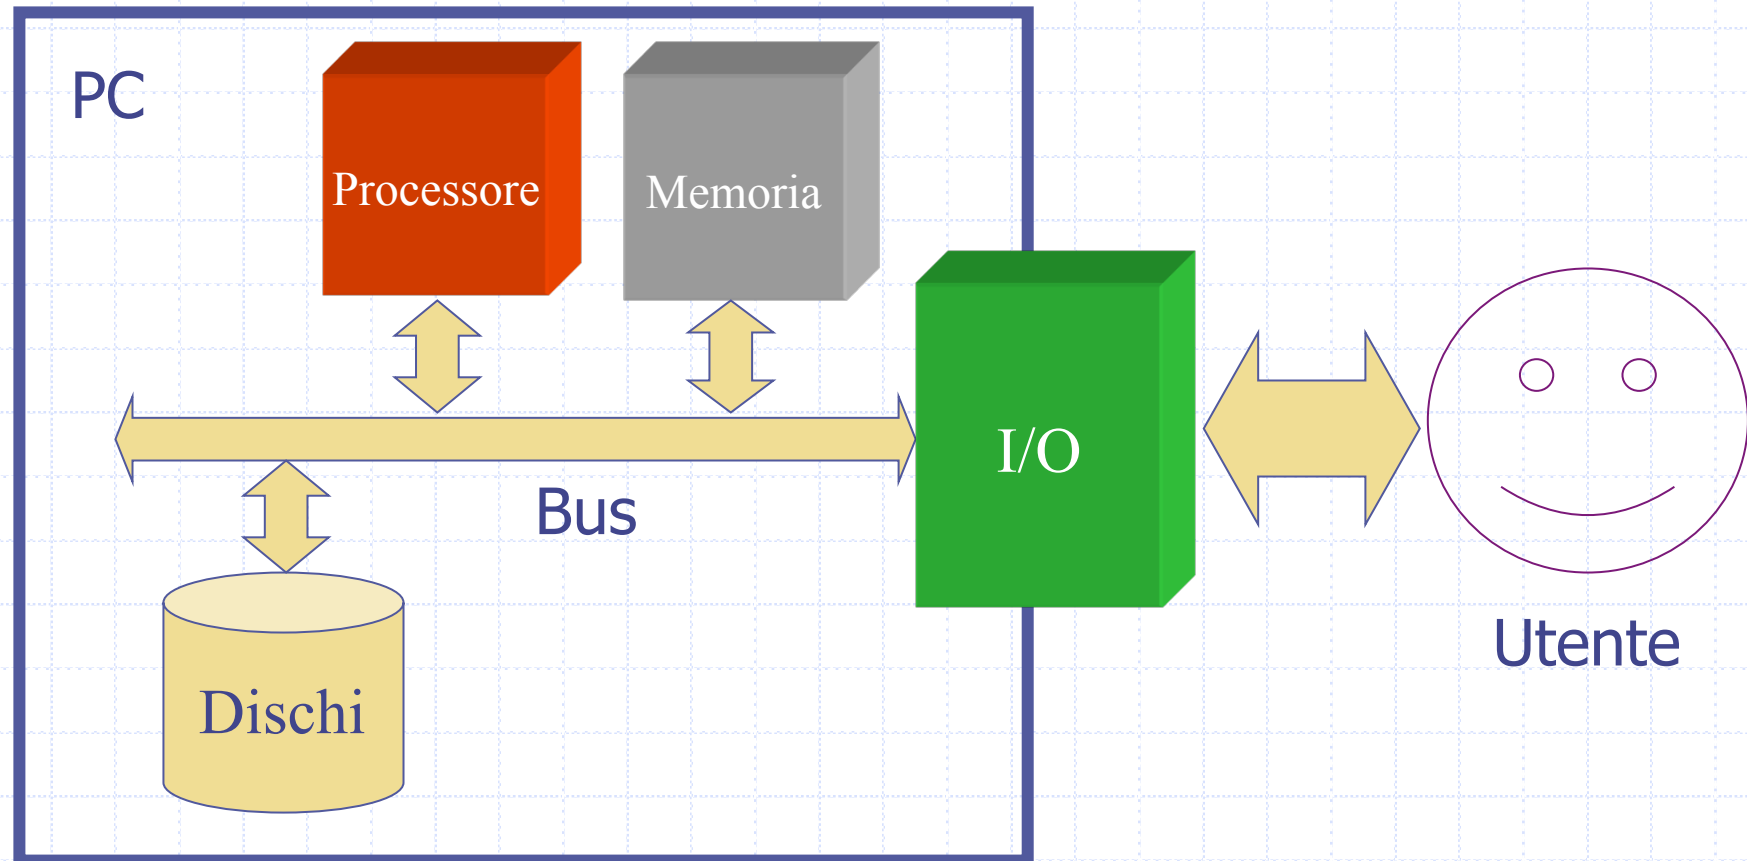 PC
Processore
Memoria
I/O
Bus
Utente
Dischi